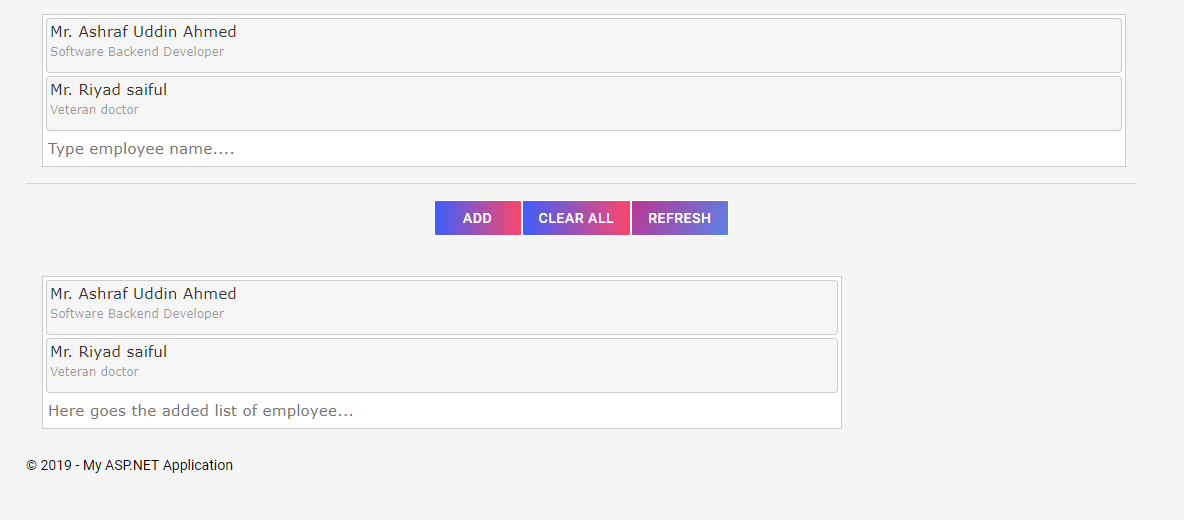 Mr. Ashraf Uddin Ahmed
Software Backend Developer
Mr. Riyad saiful
Veteran doctor
Type employee name....
ADD CLEAR ALL REFRESH
Mr. Ashraf Uddin Ahmed
Software Backend Developer
Mr. Riyad saiful
Veteran doctor
Here goes the added list of employee...
© 2019 - My ASP.NET Application